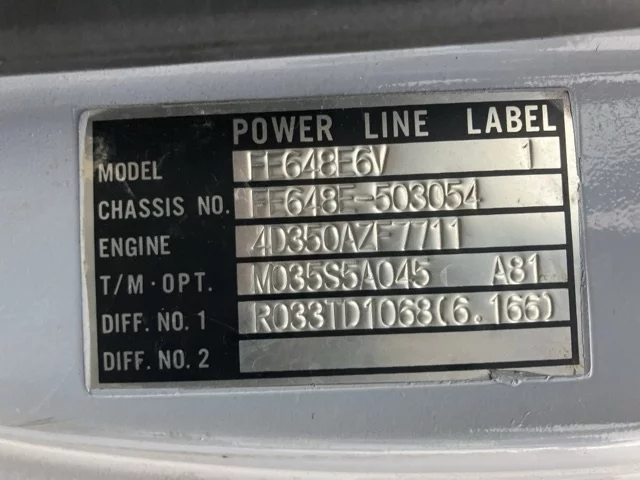 POWER LINE LABEL
MODEL FE648E6V 1
CHASSIS NO. FE648E-503054
ENGINE 4D350AZF7711
T/M·OPT. M035S5A045 A81
DIFF. NO. 1 R033TD1068(6.166)
DIFF. NO. 2